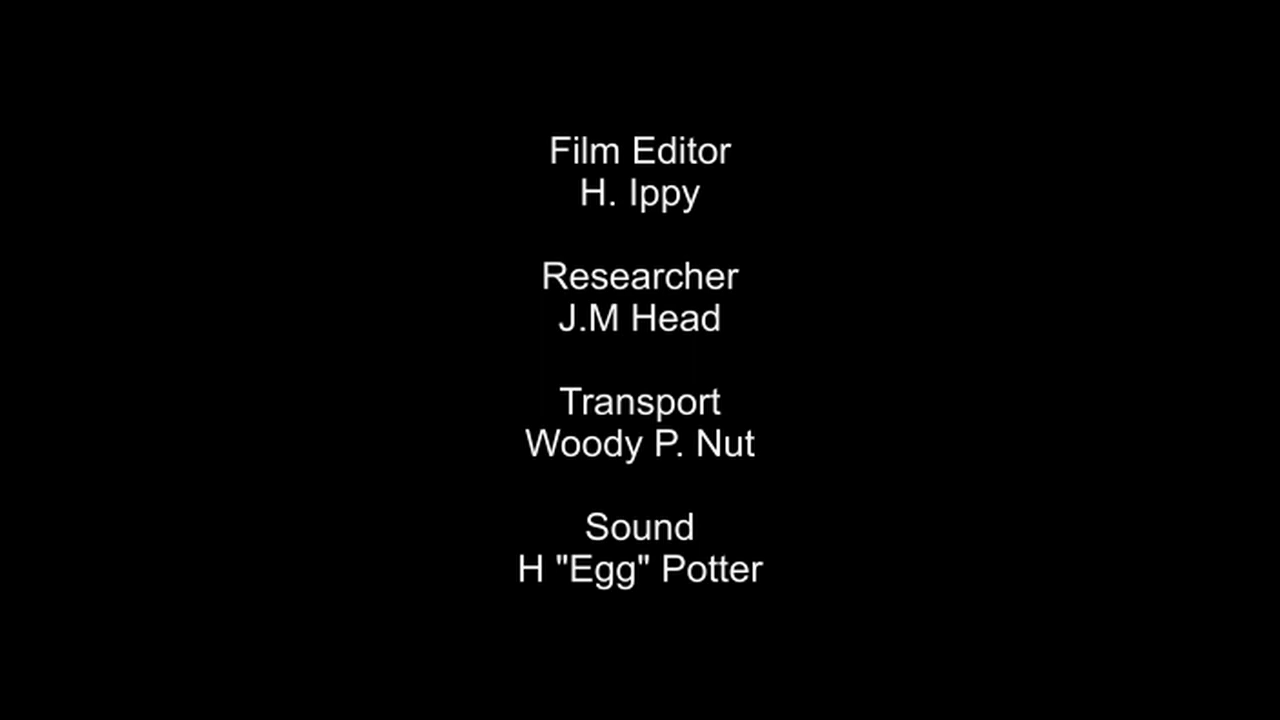 Film Editor
H. Ippy
Researcher
J.M Head
Transport
Woody P. Nut
Sound
H "Egg" Potter